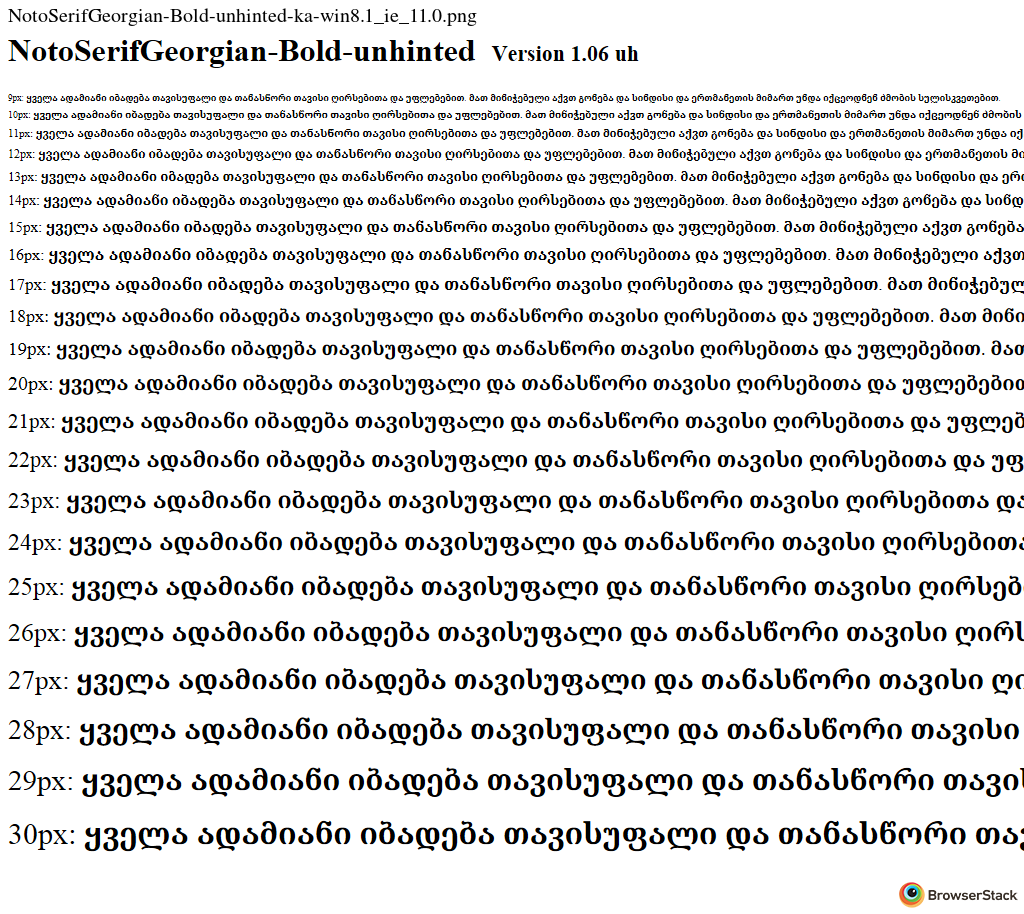 NotoSerifGeorgian-Bold-unhinted-ka-win8.1_ie_11.0.png
NotoSerifGeorgian-Bold-unhinted Version 1.06 uh
9px: ყველა ადამიანი იბადება თავისუფალი და თანასწორი თავისი ღირსებითა და უფლებებით. მათ მინიჭებული აქვთ გონება და სინდისი და ერთმანეთის მიმართ უნდა იქცეოდნენ ძმობის სულისკვეთებით.
10px: ყველა ადამიანი იბადება თავისუფალი და თანასწორი თავისი ღირსებითა და უფლებებით. მათ მინიჭებული აქვთ გონება და სინდისი და ერთმანეთის მიმართ უნდა იქცეოდნენ ძმობის
11px: ყველა ადამიანი იბადება თავისუფალი და თანასწორი თავისი ღირსებითა და უფლებებით. მათ მინიჭებული აქვთ გონება და სინდისი და ერთმანეთის მიმართ უნდა იქ
12px: ყველა ადამიანი იბადება თავისუფალი და თანასწორი თავისი ღირსებითა და უფლებებით. მათ მინიჭებული აქვთ გონება და სინდისი და ერთმანეთის მი
13px: ყველა ადამიანი იბადება თავისუფალი და თანასწორი თავისი ღირსებითა და უფლებებით. მათ მინიჭებული აქვთ გონება და სინდისი და ერთ
14px: ყველა ადამიანი იბადება თავისუფალი და თანასწორი თავისი ღირსებითა და უფლებებით. მათ მინიჭებული აქვთ გონება და სინდ
15px: ყველა ადამიანი იბადება თავისუფალი და თანასწორი თავისი ღირსებითა და უფლებებით. მათ მინიჭებული აქვთ გონება
16px: ყველა ადამიანი იბადება თავისუფალი და თანასწორი თავისი ღირსებითა და უფლებებით. მათ მინიჭებული აქვთ
17px: ყველა ადამიანი იბადება თავისუფალი და თანასწორი თავისი ღირსებითა და უფლებებით. მათ მინიჭებულ
18px: ყველა ადამიანი იბადება თავისუფალი და თანასწორი თავისი ღირსებითა და უფლებებით. მათ მინი
19px: ყველა ადამიანი იბადება თავისუფალი და თანასწორი თავისი ღირსებითა და უფლებებით. მათ
20px: ყველა ადამიანი იბადება თავისუფალი და თანასწორი თავისი ღირსებითა და უფლებებით
21px: ყველა ადამიანი იბადება თავისუფალი და თანასწორი თავისი ღირსებითა და უფლებ
22px: ყველა ადამიანი იბადება თავისუფალი და თანასწორი თავისი ღირსებითა და უფ
23px: ყველა ადამიანი იბადება თავისუფალი და თანასწორი თავისი ღირსებითა და
24px: ყველა ადამიანი იბადება თავისუფალი და თანასწორი თავისი ღირსებითა
25px: ყველა ადამიანი იბადება თავისუფალი და თანასწორი თავისი ღირსებ
26px: ყველა ადამიანი იბადება თავისუფალი და თანასწორი თავისი ღირს
27px: ყველა ადამიანი იბადება თავისუფალი და თანასწორი თავისი ღი
28px: ყველა ადამიანი იბადება თავისუფალი და თანასწორი თავისი
29px: ყველა ადამიანი იბადება თავისუფალი და თანასწორი თავის
30px: ყველა ადამიანი იბადება თავისუფალი და თანასწორი თავ
BrowserStack